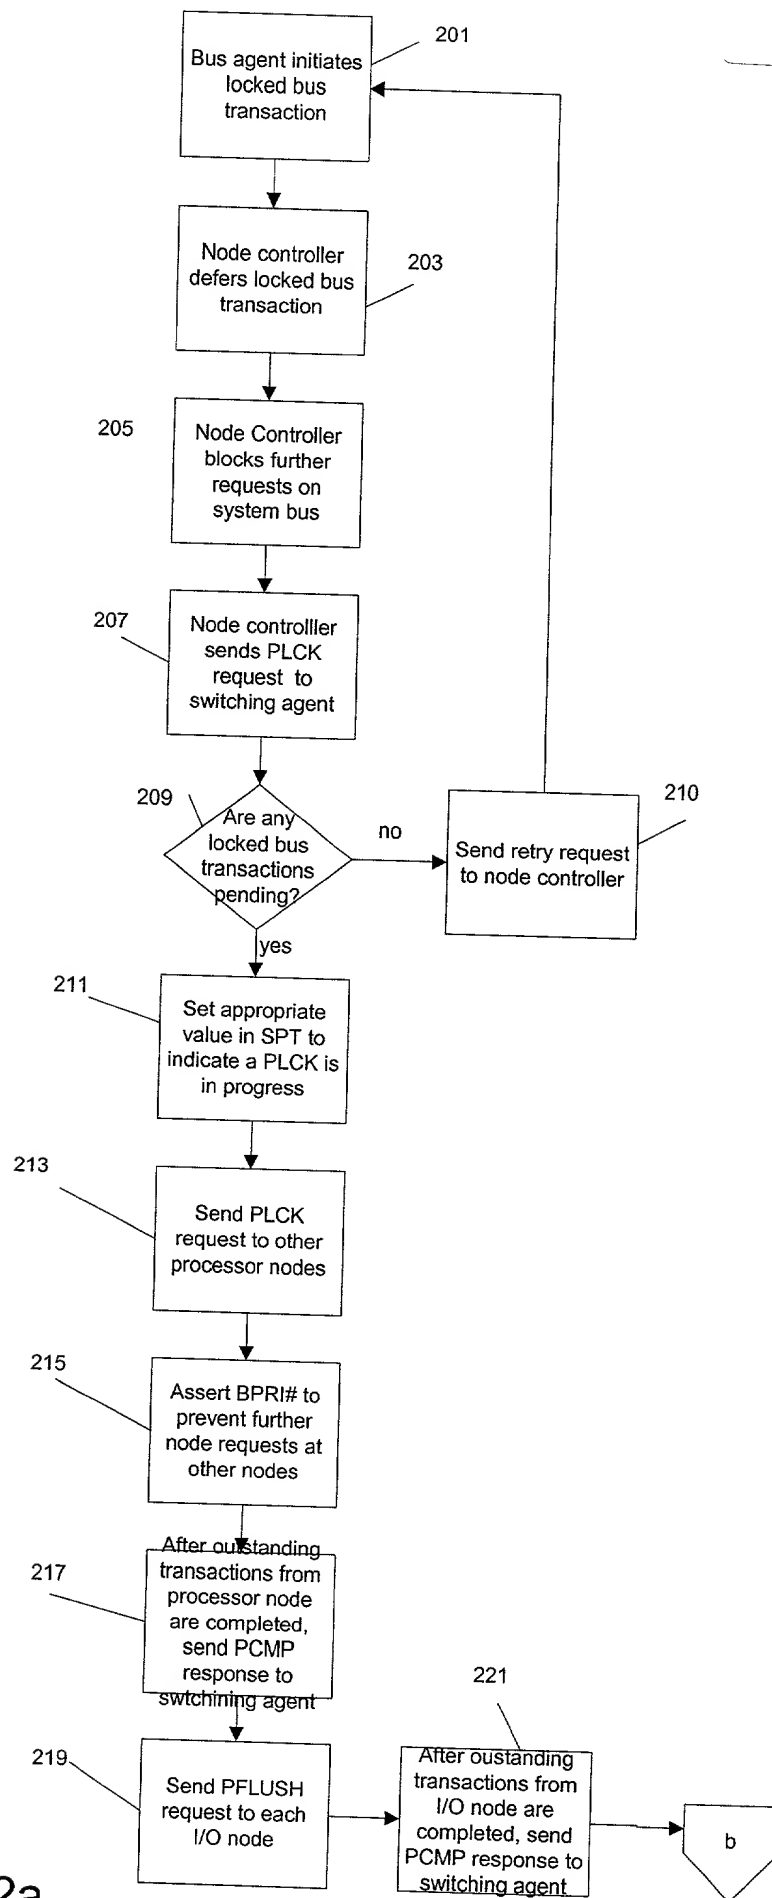 201
Bus agent initiates
locked bus
transaction
Node controller
defers locked bus
transaction
203
205
Node Controller
blocks further
requests on
system bus
207
Node controlller
sends PLCK
request to
switching agent
209
Are any
locked bus
transactions
pending?
no
210
Send retry request
to node controller
yes
211
Set appropriate
value in SPT to
indicate a PLCK is
in progress
213
Send PLCK
request to other
processor nodes
215
Assert BPRI# to
prevent further
node requests at
other nodes
217
After outstanding
transactions from
processor node
are completed,
send PCMP
response to
swtchining agent
219
Send PFLUSH
request to each
I/O node
221
After oustanding
transactions from
I/O node are
completed, send
PCMP response to
switching agent
b
2a